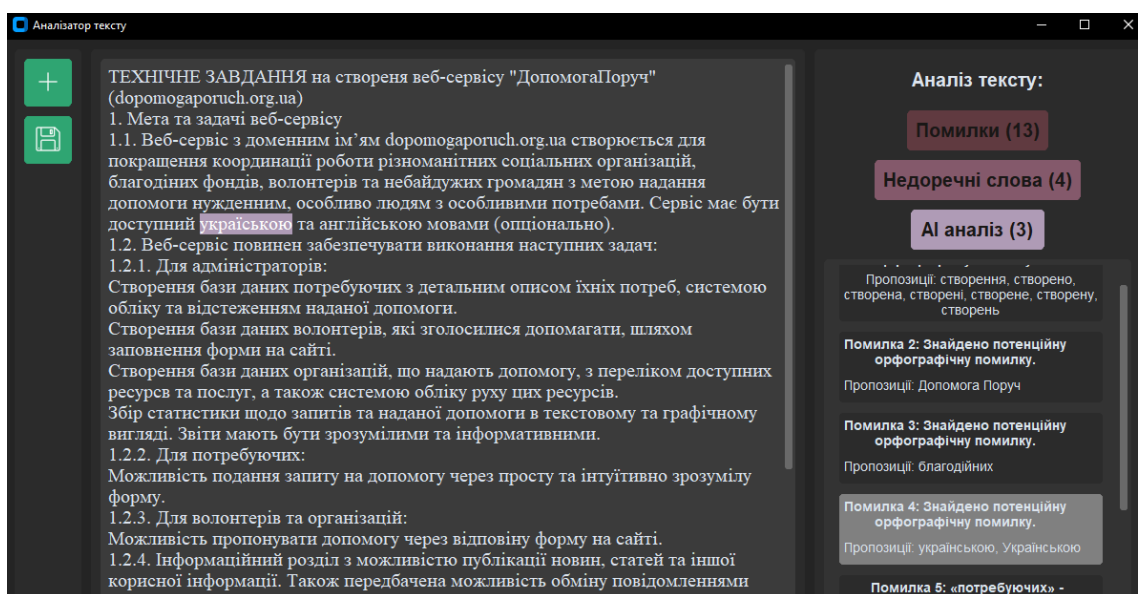 Аналізатор тексту
ТЕХНІЧНЕ ЗАВДАННЯ на створеня веб-сервісу "ДопомогаПоруч"
(dopomogaporuch.org.ua)
1. Мета та задачі веб-сервісу
1.1. Веб-сервіс з доменним ім’ям dopomogaporuch.org.ua створюється для
покращення координації роботи різноманітних соціальних організацій,
благодіних фондів, волонтерів та небайдужих громадян з метою надання
допомоги нужденним, особливо людям з особливими потребами. Сервіс має бути
доступний україською та англійською мовами (опціонально).
1.2. Веб-сервіс повинен забезпечувати виконання наступних задач:
1.2.1. Для адміністраторів:
Створення бази даних потребуючих з детальним описом їхніх потреб, системою
обліку та відстеженням наданої допомоги.
Створення бази даних волонтерів, які зголосилися допомагати, шляхом
заповнення форми на сайті.
Створення бази даних організацій, що надають допомогу, з переліком доступних
ресурсв та послуг, а також системою обліку руху цих ресурсів.
Збір статистики щодо запитів та наданої допомоги в текстовому та графічному
вигляді. Звіти мають бути зрозумілими та інформативними.
1.2.2. Для потребуючих:
Можливість подання запиту на допомогу через просту та інтуїтивно зрозумілу
форму.
1.2.3. Для волонтерів та організацій:
Можливість пропонувати допомогу через відповіну форму на сайті.
1.2.4. Інформаційний розділ з можливістю публікації новин, статей та іншої
корисної інформації. Також передбачена можливість обміну повідомленнями
Аналіз тексту:
Помилки (13)
Недоречні слова (4)
AI аналіз (3)
Пропозиції: створення, створено,
створена, створені, створене, створену,
створень
Помилка 2: Знайдено потенційну
орфографічну помилку.
Пропозиції: Допомога Поруч
Помилка 3: Знайдено потенційну
орфографічну помилку.
Пропозиції: благодійних
Помилка 4: Знайдено потенційну
орфографічну помилку.
Пропозиції: українською, Українською
Помилка 5: «потребуючих» -